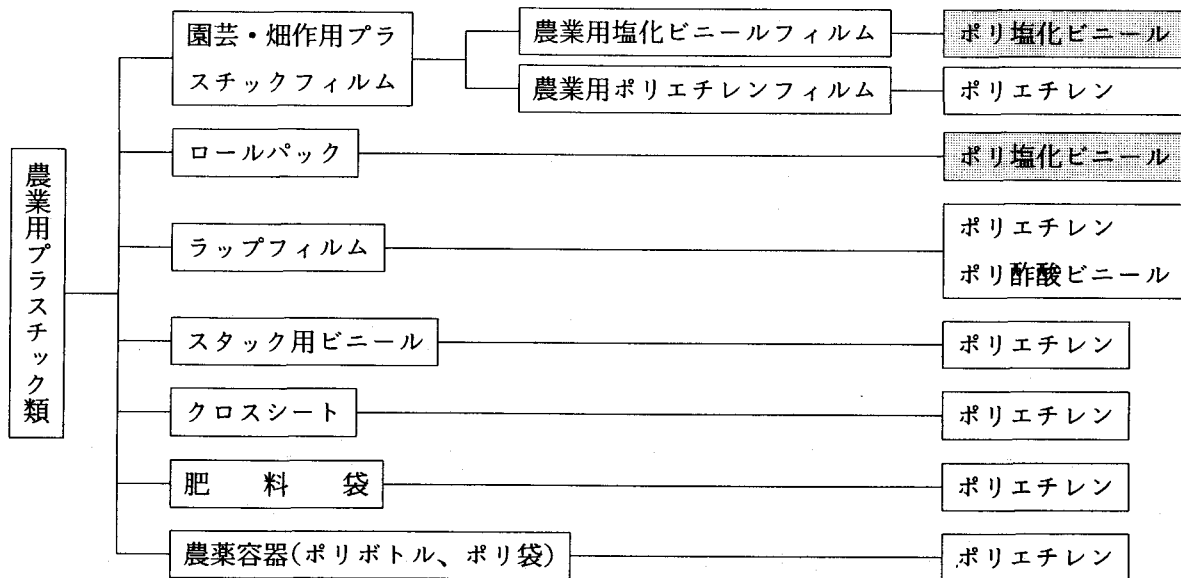 農業用プラスチック類
園芸・畑作用プラ
スチックフィルム
農業用塩化ビニールフィルム
ポリ塩化ビニール
農業用ポリエチレンフィルム
ポリエチレン
ロールパック
ポリ塩化ビニール
ラップフィルム
ポリエチレン
ポリ酢酸ビニール
スタック用ビニール
ポリエチレン
クロスシート
ポリエチレン
肥料袋
ポリエチレン
農薬容器(ポリボトル、ポリ袋)
ポリエチレン